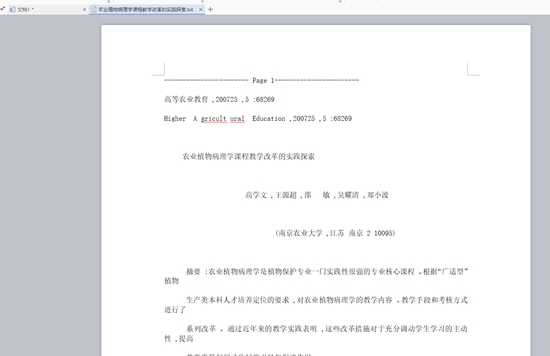 文档1 *
农业植物病理学课程教学改革的实践探索.txt
----------------------- Page 1-----------------------
高等农业教育 ,200725 ,5 :68269
Higher A gricult ural Education ,200725 ,5 :68269
农业植物病理学课程教学改革的实践探索
高学文 ,王源超 ,邵 敏 ,吴耀清 ,郑小波
(南京农业大学 ,江苏 南京 2 10095)
摘要 :农业植物病理学是植物保护专业一门实践性很强的专业核心课程 。根据“广适型”
植物
生产类本科人才培养定位的要求 ,对农业植物病理学的教学内容 、教学手段和考核方式
进行了
系列改革 。通过近年来的教学实践表明 ,这些改革措施对于充分调动学生学习的主动
性 ,提高